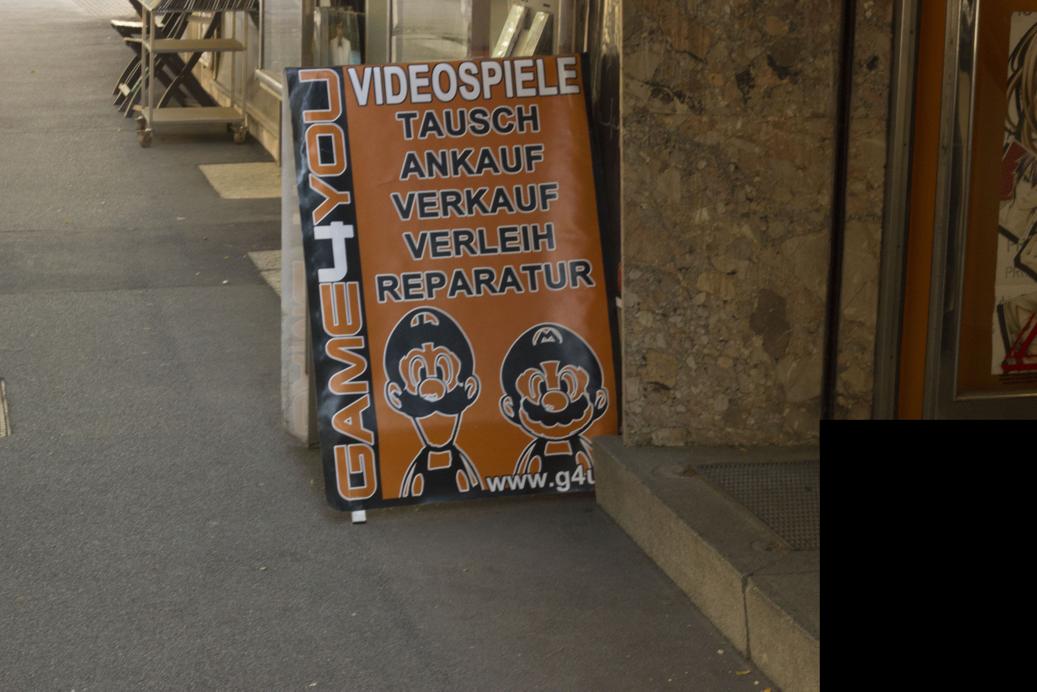 GAME4YOU
VIDEOSPIELE
TAUSCH
ANKAUF
VERKAUF
VERLEIH
REPARATUR
www.g4u